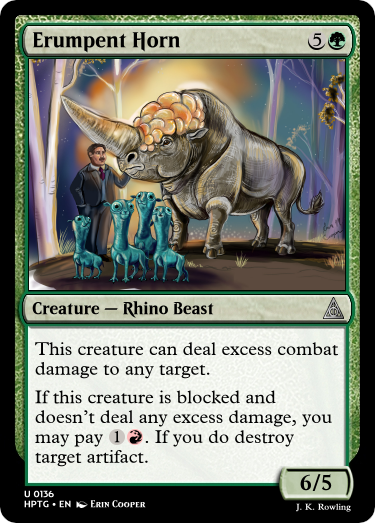 Erumpent Horn 5
Creature — Rhino Beast
This creature can deal excess combat
damage to any target.
If this creature is blocked and
doesn't deal any excess damage, you
may pay 1 . If you do destroy
target artifact.
6/5
U 0136
HPTG • EN Erin Cooper
J. K. Rowling